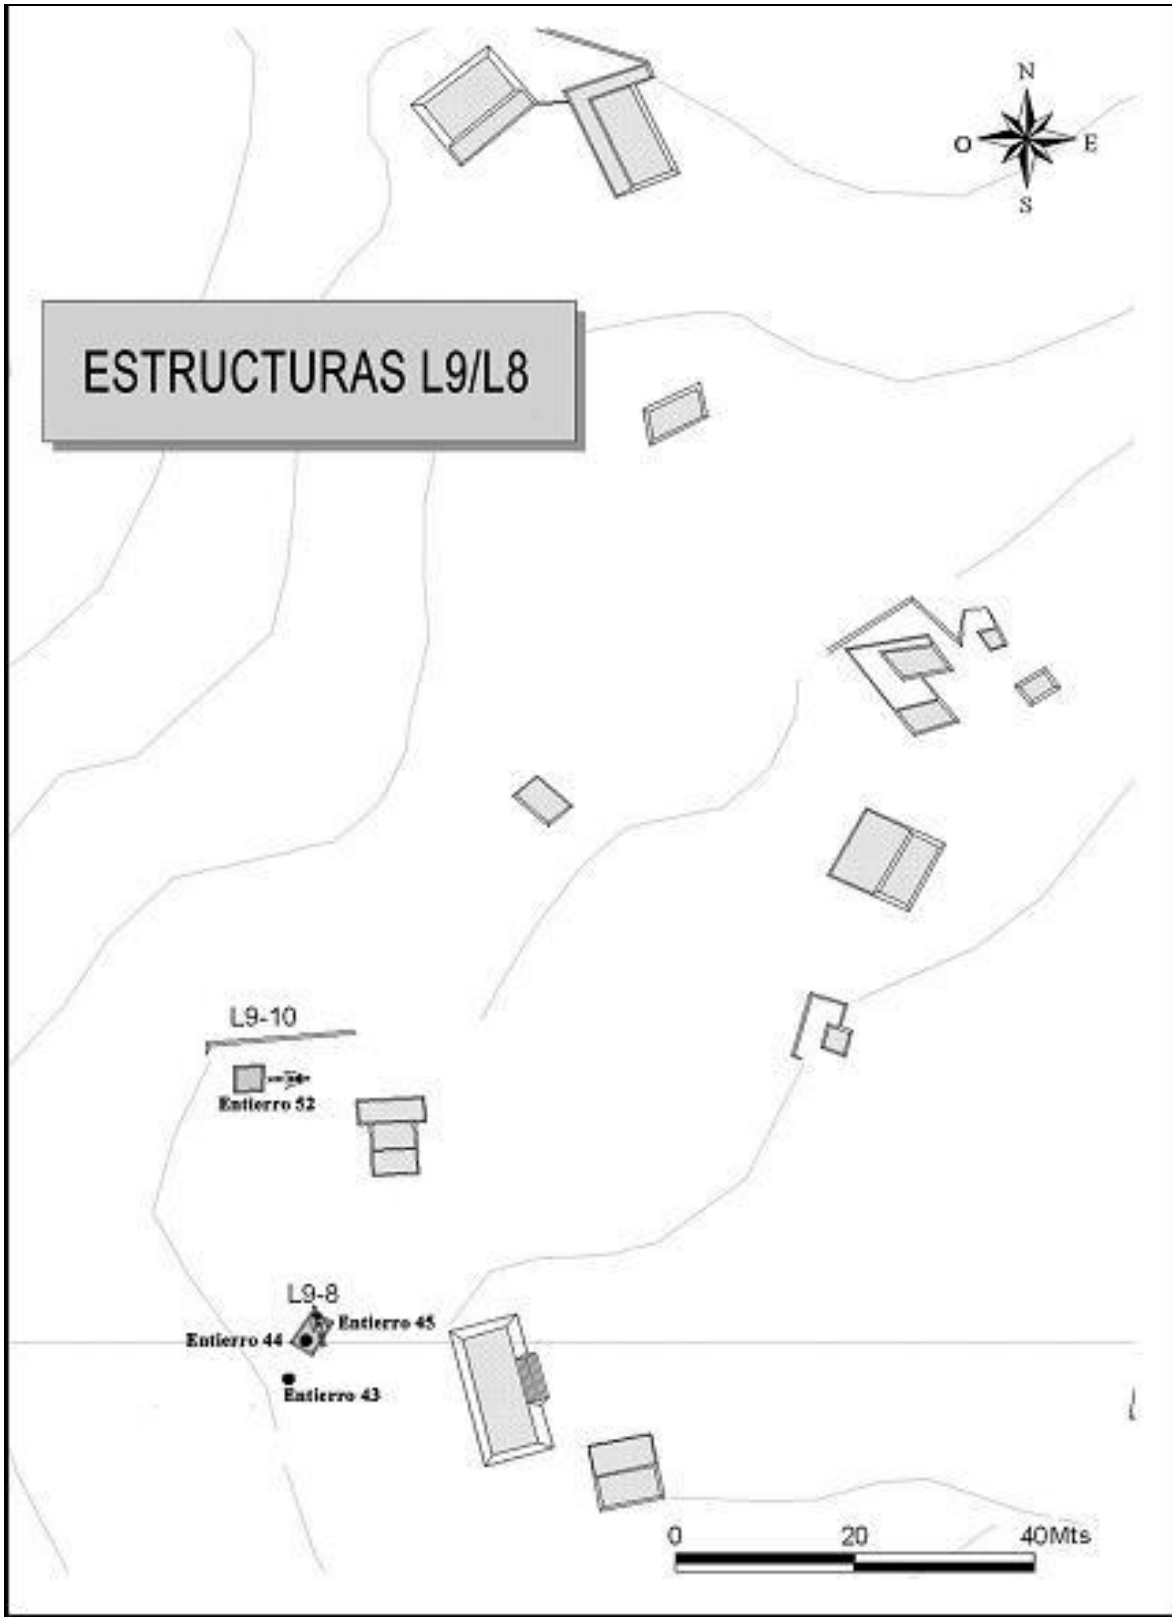 N
O E
S
ESTRUCTURAS L9/L8
L9-10
Entierro 52
L9-8
Entierro 45
Entierro 44
Entierro 43
0 20 40Mts